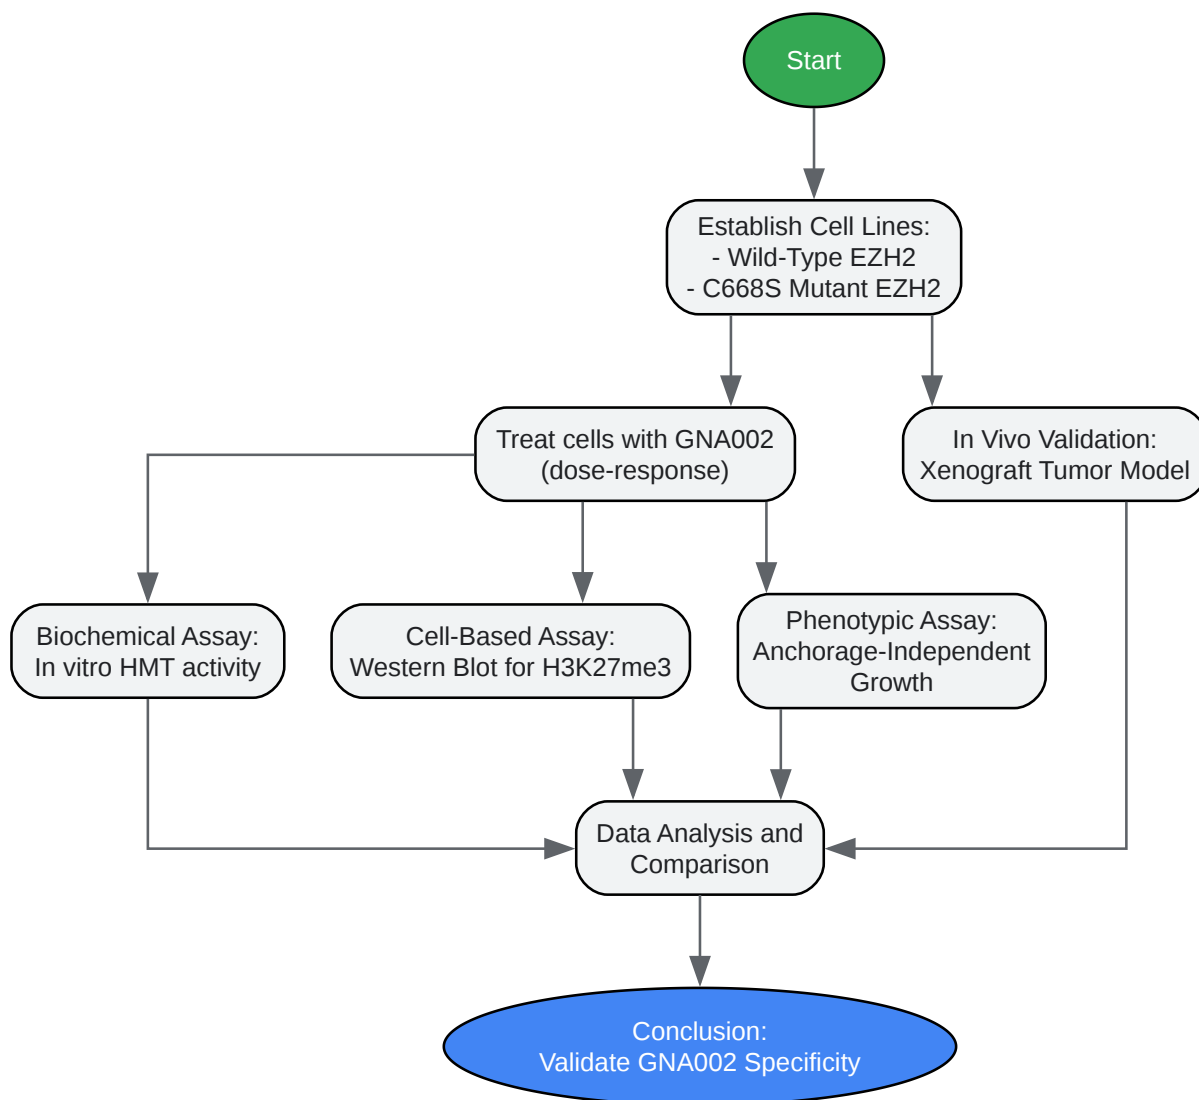 Start
Establish Cell Lines:
- Wild-Type EZH2
- C668S Mutant EZH2
Treat cells with GNA002
(dose-response)
In Vivo Validation:
Xenograft Tumor Model
Biochemical Assay:
In vitro HMT activity
Cell-Based Assay:
Western Blot for H3K27me3
Phenotypic Assay:
Anchorage-Independent
Growth
Data Analysis and
Comparison
Conclusion:
Validate GNA002 Specificity